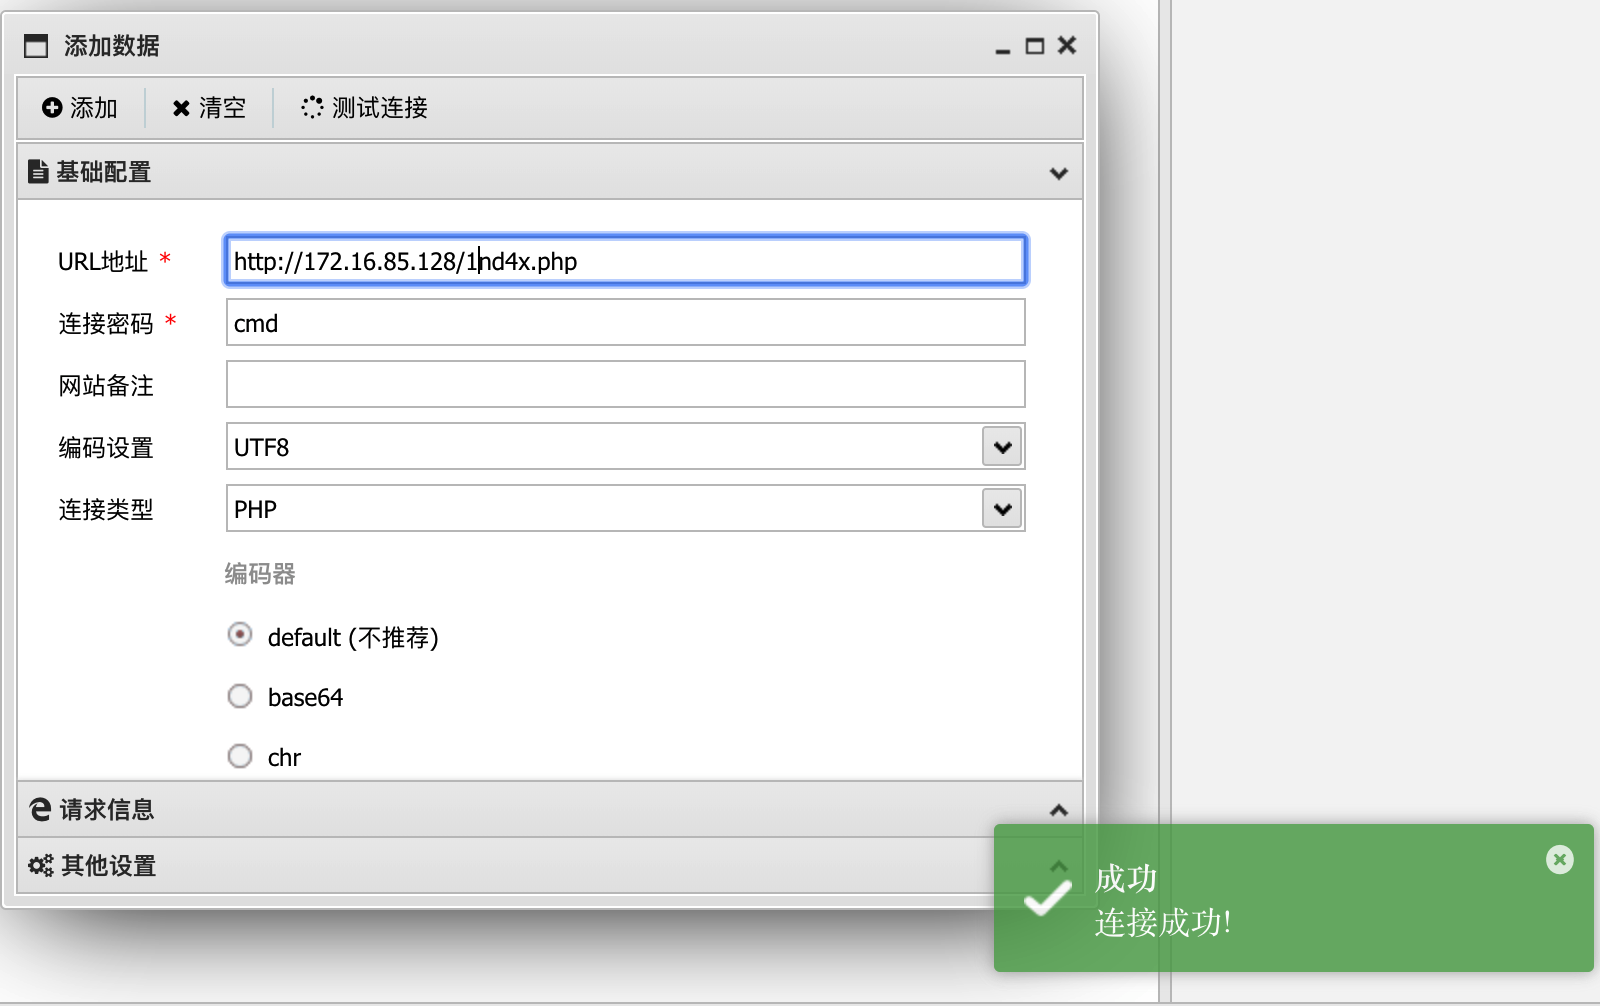 添加数据
添加
清空
测试连接
基础配置
URL地址 *
http://172.16.85.128/1nd4x.php
连接密码 *
cmd
网站备注
编码设置
UTF8
连接类型
PHP
编码器
default (不推荐)
base64
chr
请求信息
其他设置
成功
连接成功!